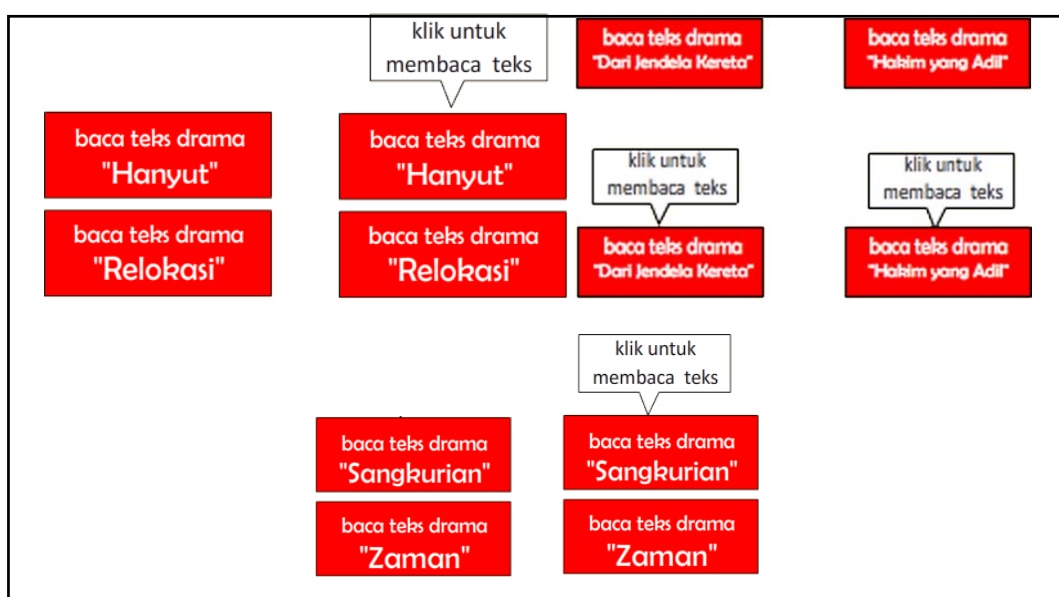 klik untuk
membaca teks
baca teks drama
"Dari Jendela Kereta"
baca teks drama
"Hakim yang Adil"
baca teks drama
"Hanyut"
baca teks drama
"Hanyut"
klik untuk
membaca teks
klik untuk
membaca teks
baca teks drama
"Relokasi"
baca teks drama
"Relokasi"
baca teks drama
"Dari Jendela Kereta"
baca teks drama
"Hakim yang Adil"
klik untuk
membaca teks
baca teks drama
"Sangkurian"
baca teks drama
"Sangkurian"
baca teks drama
"Zaman"
baca teks drama
"Zaman"